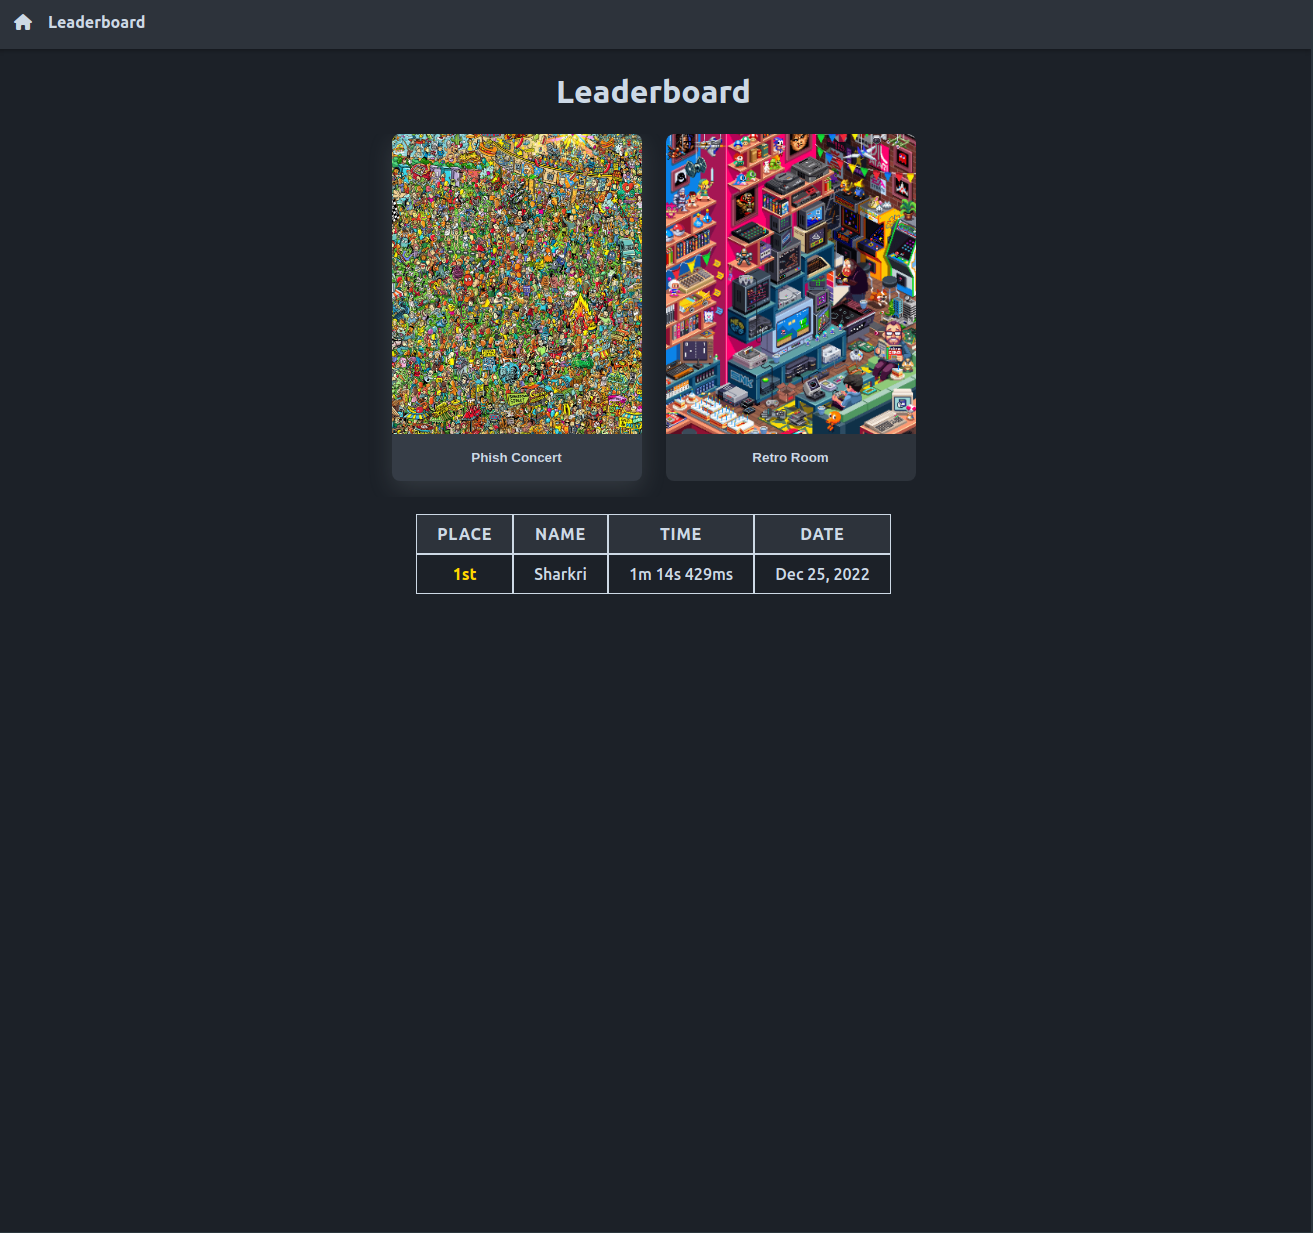 Leaderboard
Leaderboard
Phish Concert
Retro Room
PLACE NAME TIME DATE
1st Sharkri 1m 14s 429ms Dec 25, 2022